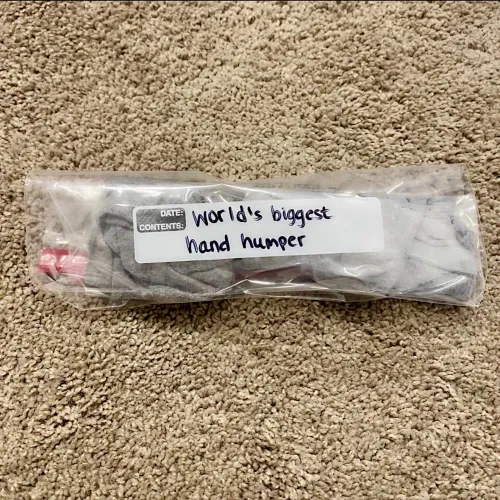 DATE: World's biggest
CONTENTS: hand humper